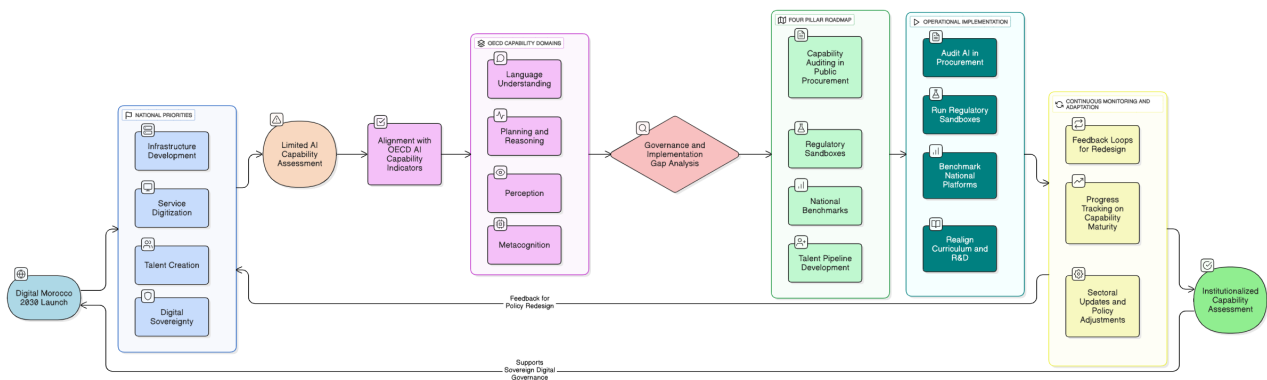 Digital Morocco
2030 Launch
NATIONAL PRIORITIES
Infrastructure
Development
Service
Digitization
Talent Creation
Digital
Sovereignty
Limited AI
Capability
Assessment
Alignment with
OECD AI
Capability
Indicators
OECD CAPABILITY DOMAINS
Language
Understanding
Planning and
Reasoning
Perception
Metacognition
Governance and
Implementation
Gap Analysis
FOUR PILLAR ROADMAP
Capability
Auditing in
Public
Procurement
Regulatory
Sandboxes
National
Benchmarks
Talent Pipeline
Development
OPERATIONAL IMPLEMENTATION
Audit AI in
Procurement
Run Regulatory
Sandboxes
Benchmark
National
Platforms
Realign
Curriculum and
R&D
CONTINUOUS MONITORING AND
ADAPTATION
Feedback Loops
for Redesign
Progress
Tracking on
Capability
Maturity
Sectoral
Updates and
Policy
Adjustments
Institutionalized
Capability
Assessment
Feedback for
Policy Redesign
Supports
Sovereign Digital
Governance